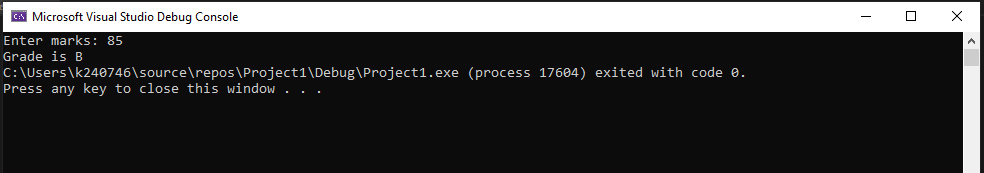 Microsoft Visual Studio Debug Console
Enter marks: 85
Grade is B
C:\Users\k240746\source\repos\Project1\Debug\Project1.exe (process 17604) exited with code 0.
Press any key to close this window . . .